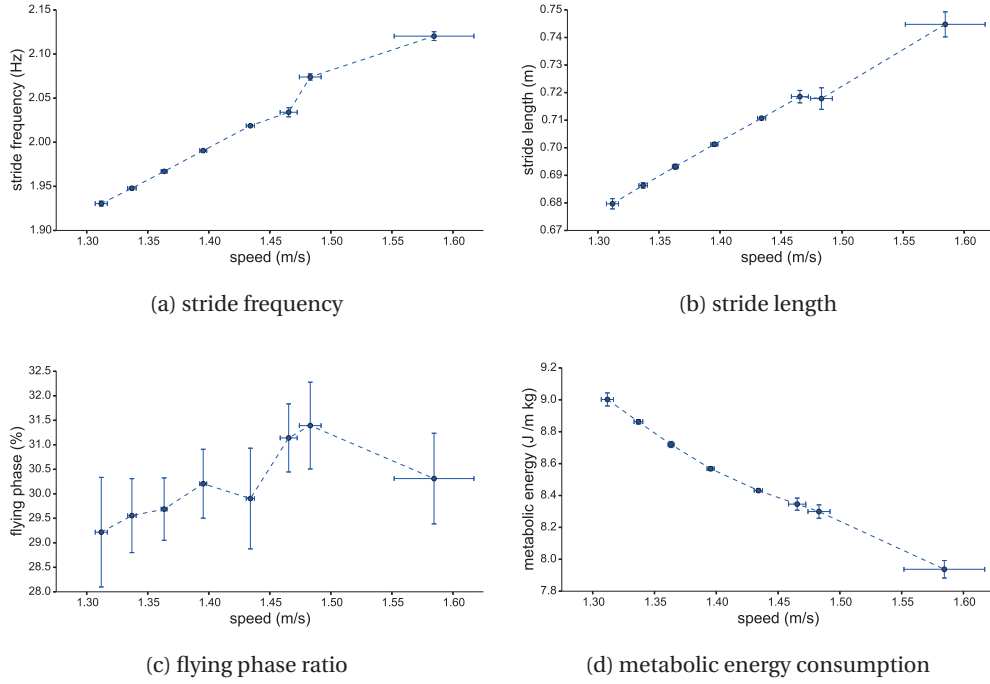 2.15
2.10
2.05
2.00
1.95
1.90
stride frequency (Hz)
1.30 1.35 1.40 1.45 1.50 1.55 1.60
speed (m/s)
(a) stride frequency
0.75
0.74
0.73
0.72
0.71
0.70
0.69
0.68
0.67
stride length (m)
1.30 1.35 1.40 1.45 1.50 1.55 1.60
speed (m/s)
(b) stride length
32.5
32.0
31.5
31.0
30.5
30.0
29.5
29.0
28.5
28.0
flying phase (%)
1.30 1.35 1.40 1.45 1.50 1.55 1.60
speed (m/s)
(c) flying phase ratio
9.2
9.0
8.8
8.6
8.4
8.2
8.0
7.8
metabolic energy (J /m kg)
1.30 1.35 1.40 1.45 1.50 1.55 1.60
speed (m/s)
(d) metabolic energy consumption